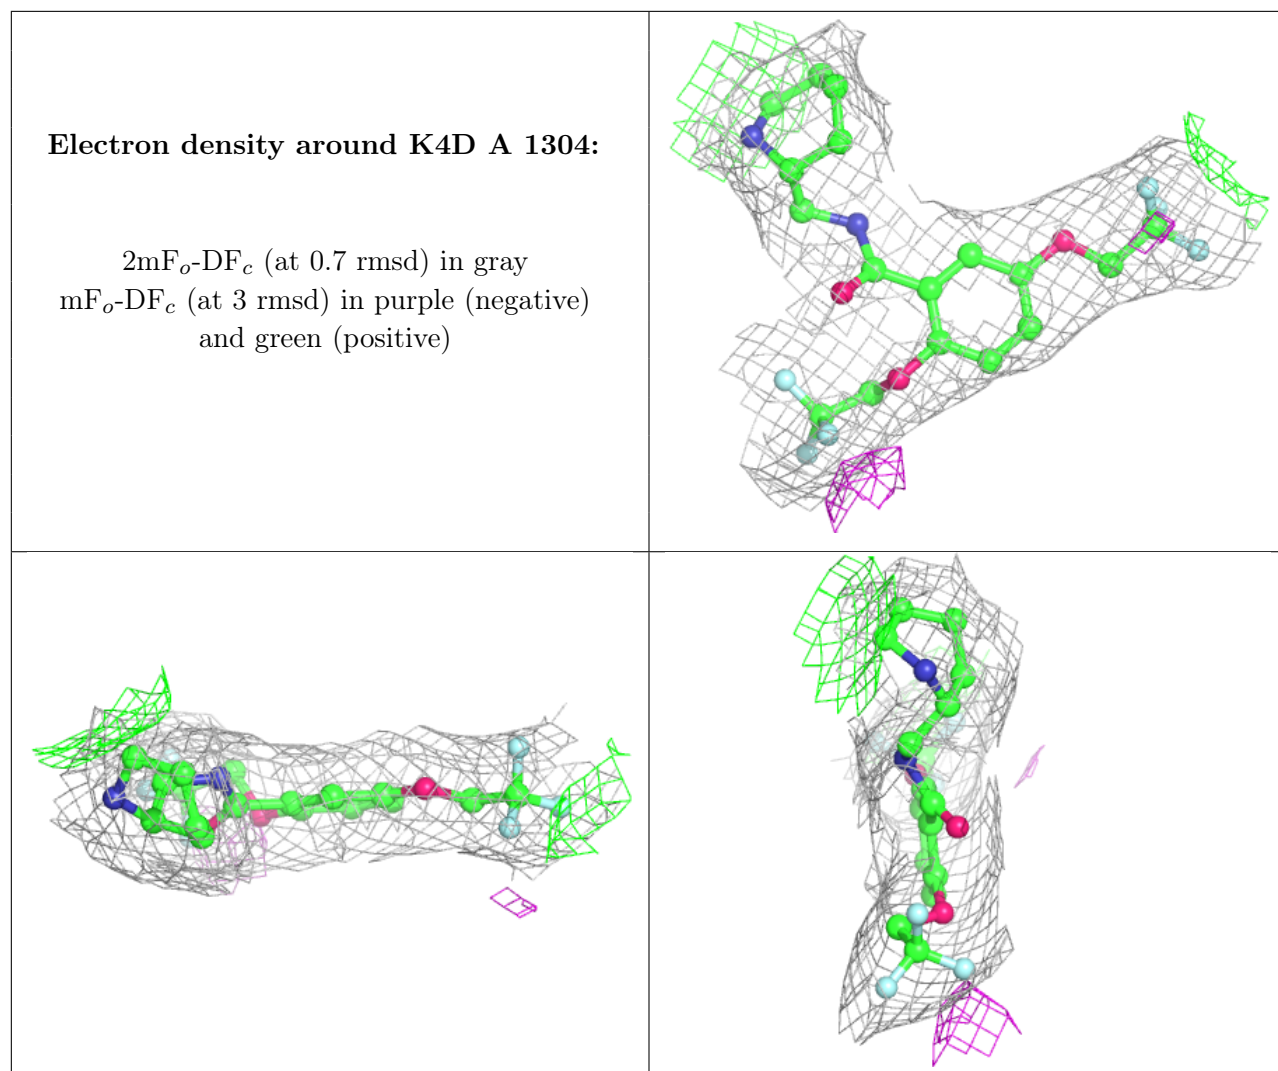 Electron density around K4D A 1304:
2mFo-DFc (at 0.7 rmsd) in gray
mFo-DFc (at 3 rmsd) in purple (negative)
and green (positive)